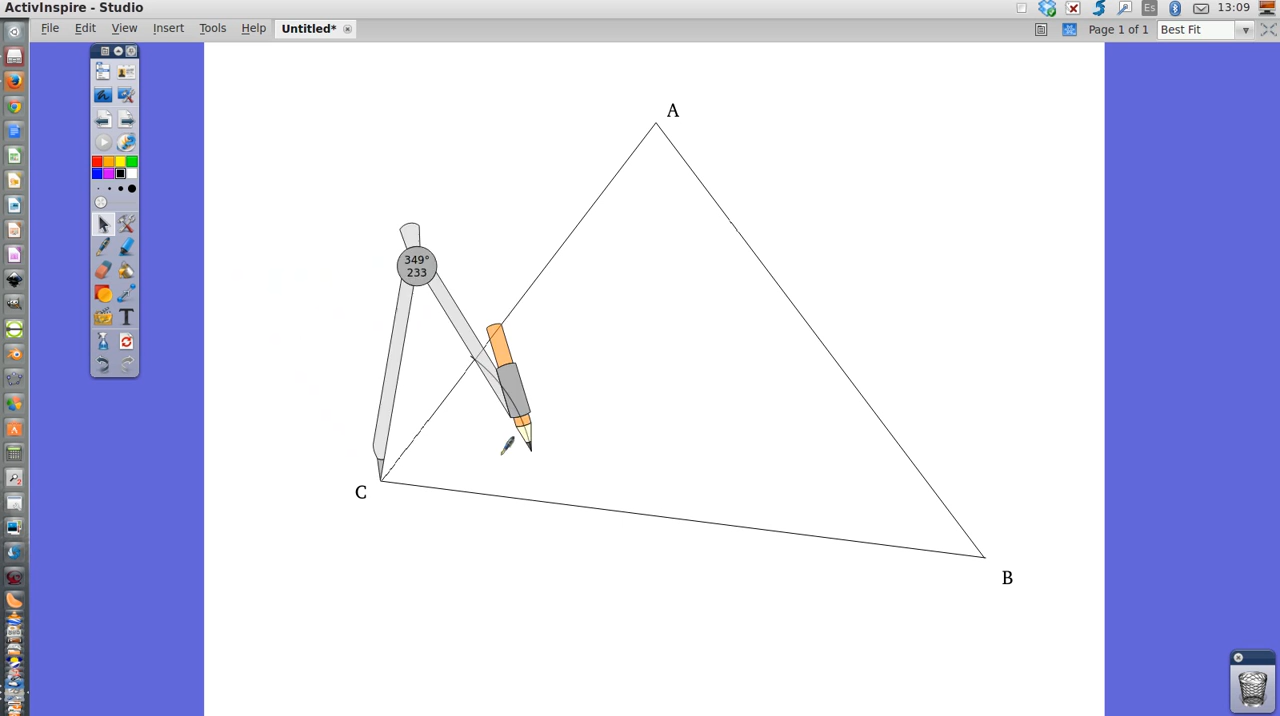 ActivInspire - Studio
Es 13:09
File Edit View Insert Tools Help Untitled* Page 1 of 1 Best Fit
A
349°
233
C
B
T